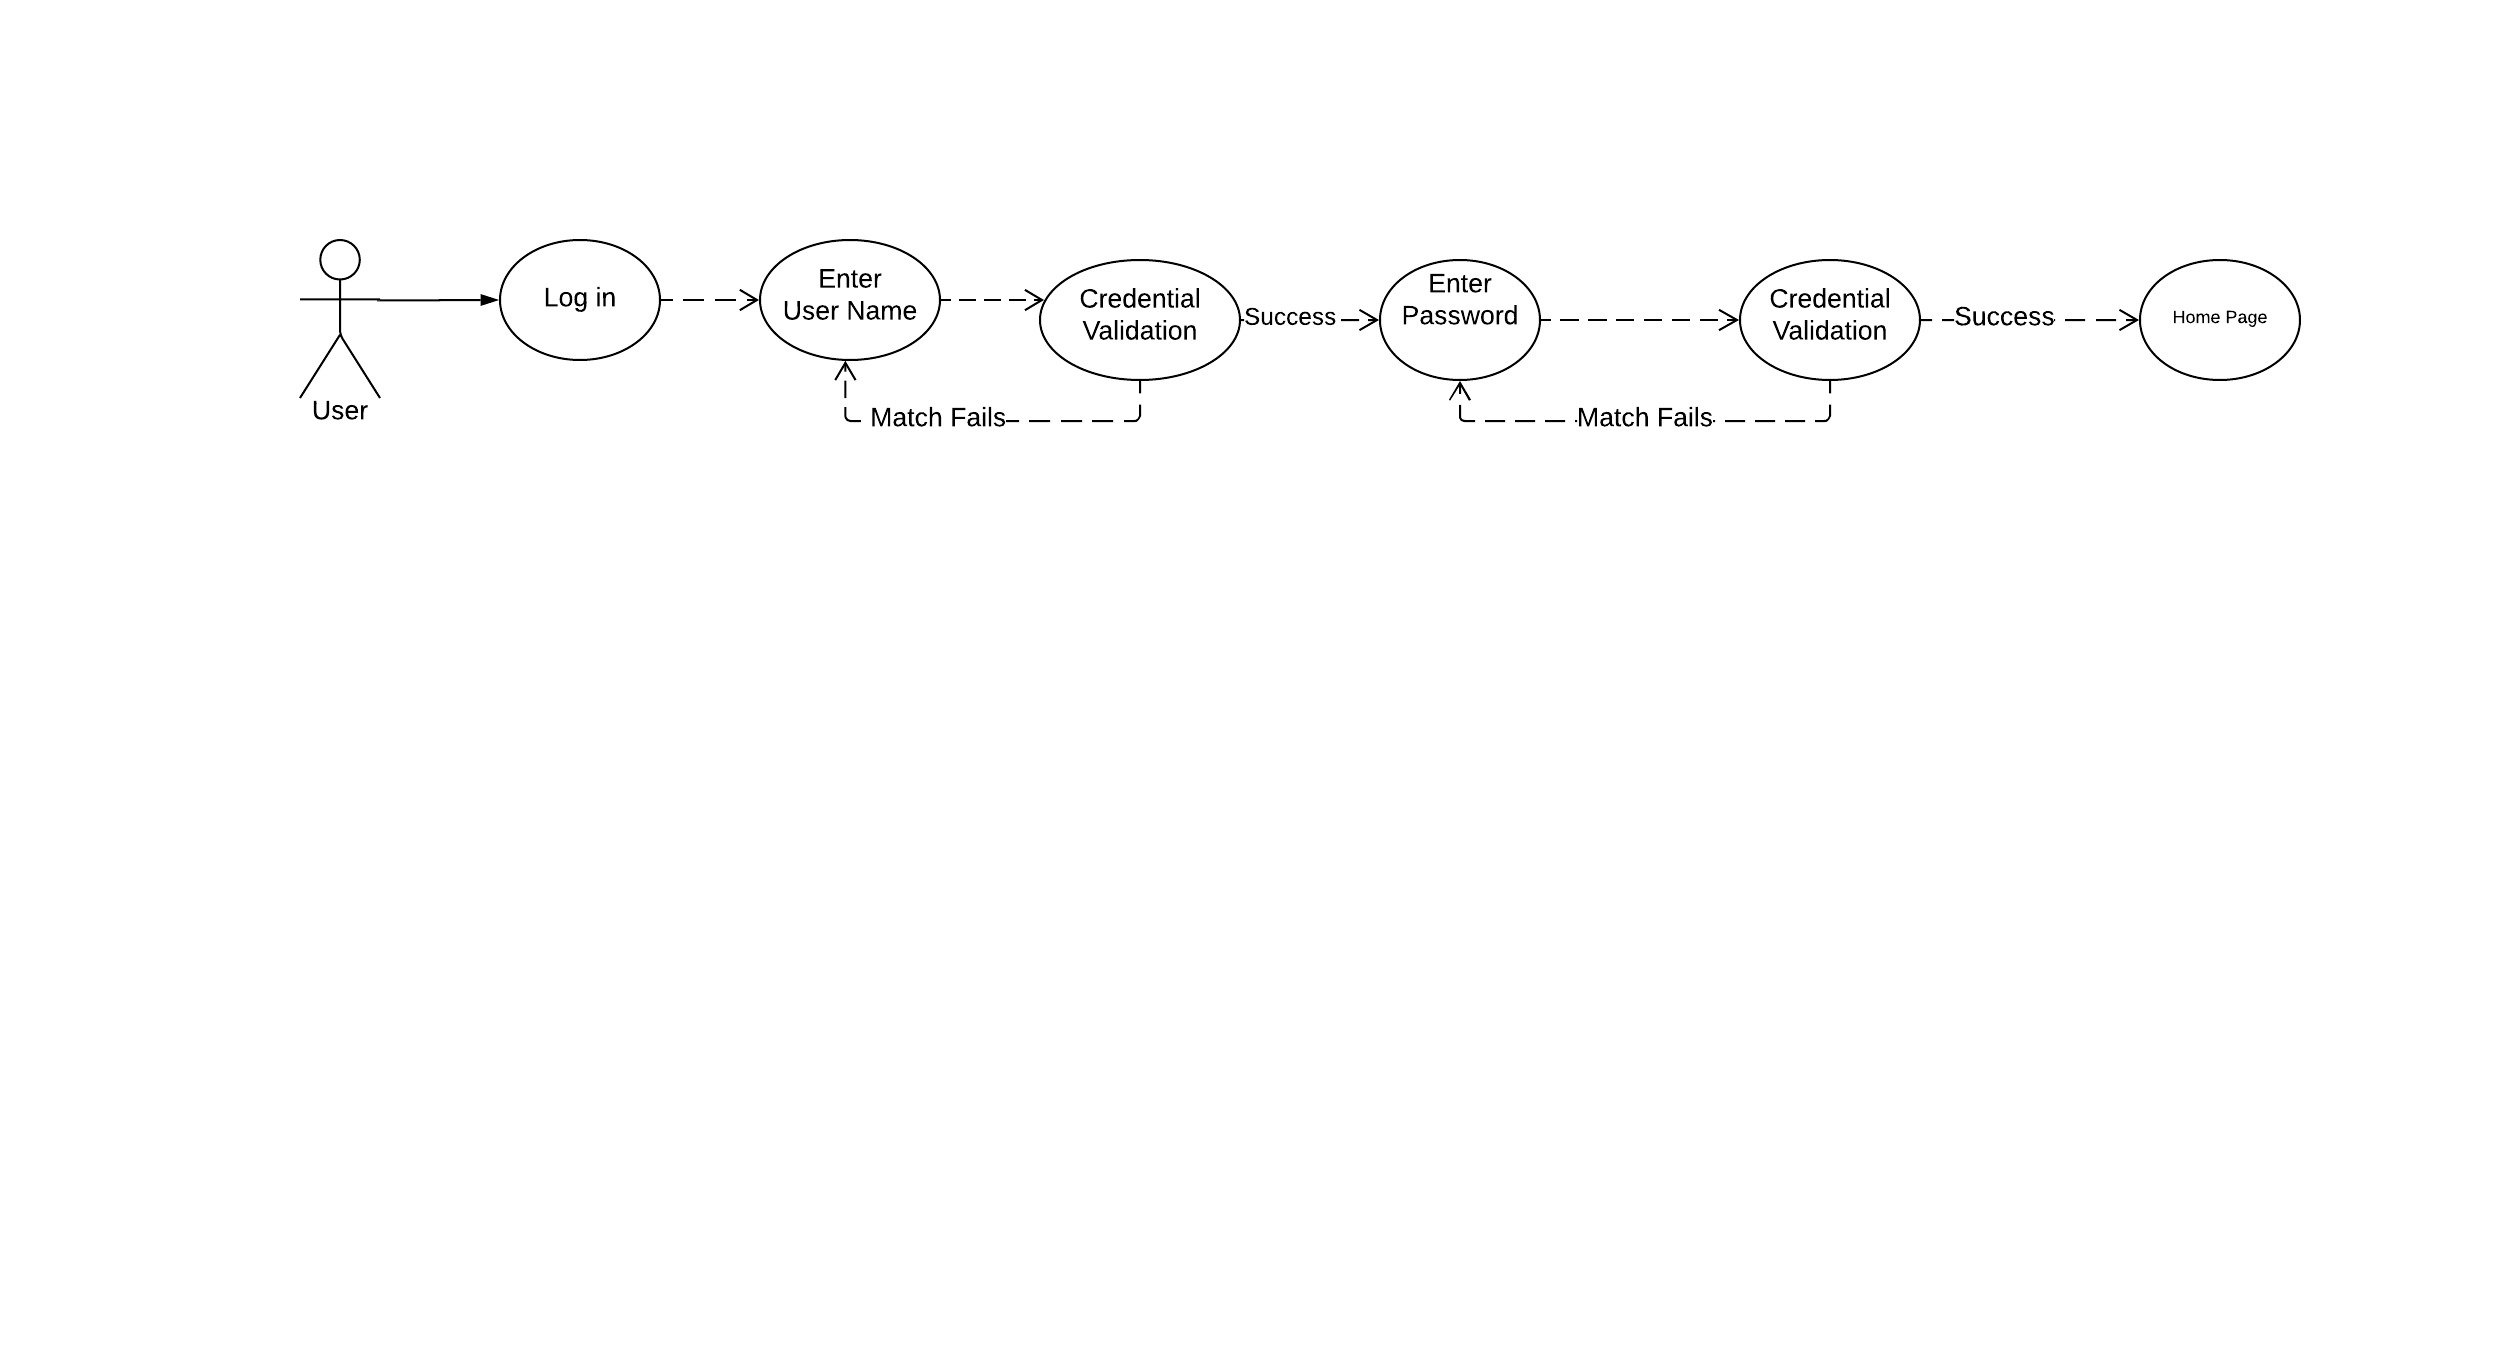 User
Log in
Enter
User Name
Credential
Validation
Match Fails
Success
Enter
Password
Credential
Validation
Match Fails
Success
Home Page